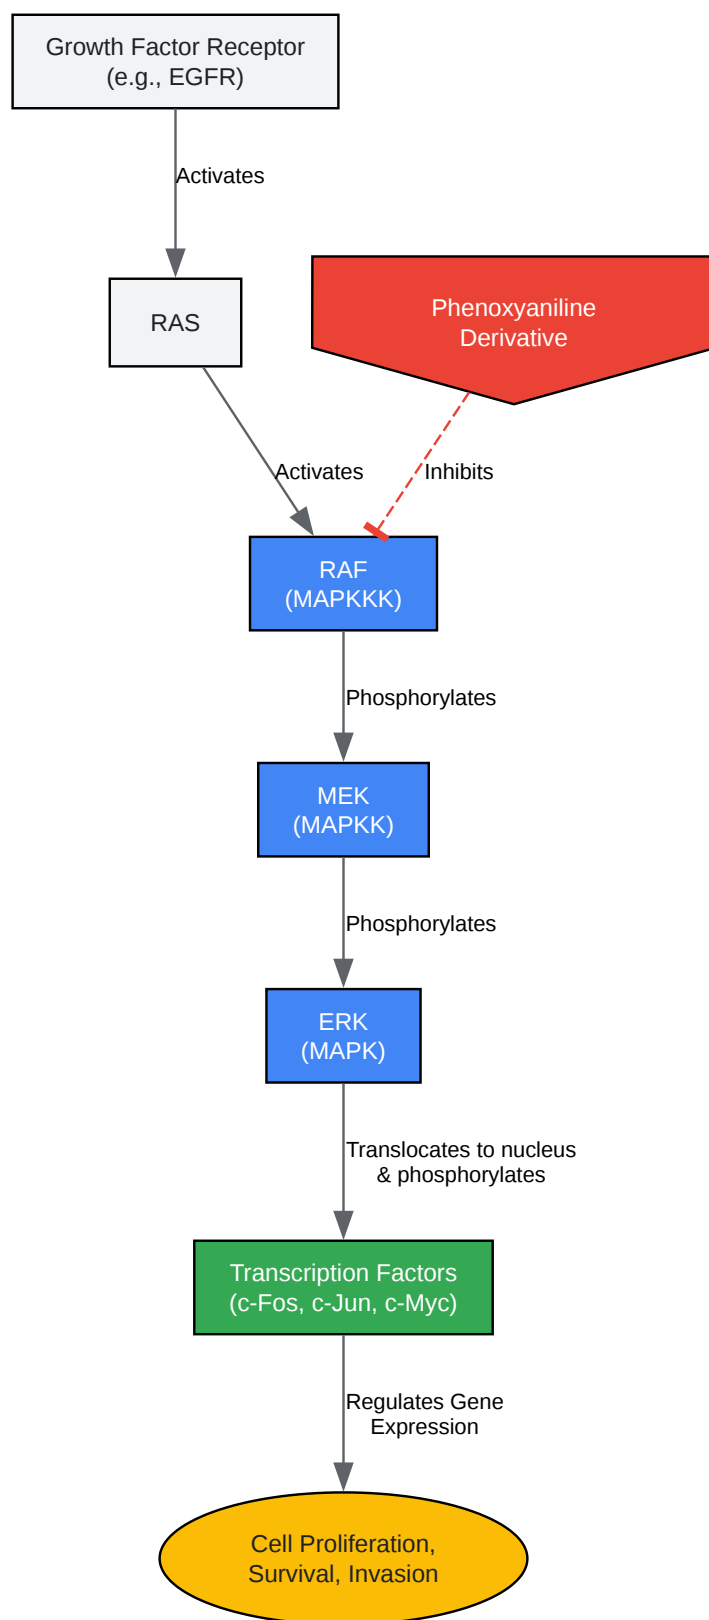 Growth Factor Receptor
(e.g., EGFR)
Activates
RAS
Phenoxyaniline
Derivative
Activates
Inhibits
RAF
(MAPKKK)
Phosphorylates
MEK
(MAPKK)
Phosphorylates
ERK
(MAPK)
Translocates to nucleus
& phosphorylates
Transcription Factors
(c-Fos, c-Jun, c-Myc)
Regulates Gene
Expression
Cell Proliferation,
Survival, Invasion